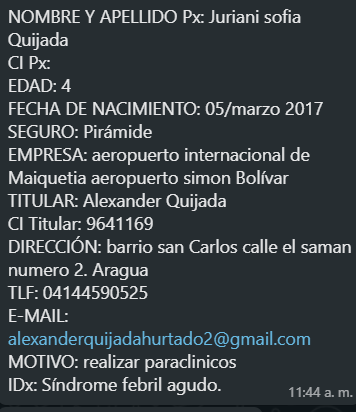 NOMBRE Y APELLIDO Px: Juriani sofia
Quijada
CI Px:
EDAD: 4
FECHA DE NACIMIENTO: 05/marzo 2017
SEGURO: Pirámide
EMPRESA: aeropuerto internacional de
Maiquetia aeropuerto simon Bolívar
TITULAR: Alexander Quijada
CI Titular: 9641169
DIRECCIÓN: barrio san Carlos calle el saman
numero 2. Aragua
TLF: 04144590525
E-MAIL:
alexanderquijadahurtado2@gmail.com
MOTIVO: realizar paraclinicos
IDx: Síndrome febril agudo.
11:44 a. m.